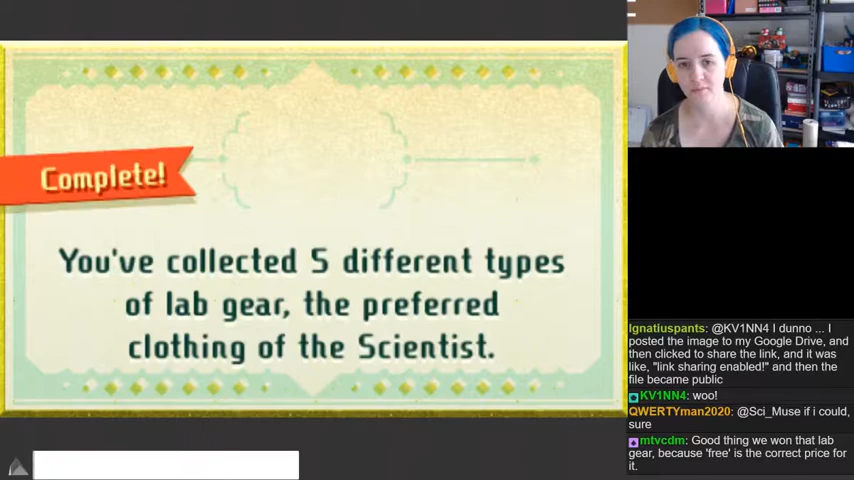 Complete!
You've collected 5 different types
of lab gear, the preferred
clothing of the Scientist.
Ignatiuspants: @KV1NN4 I dunno ... I
posted the image to my Google Drive, and
then clicked to share the link, and it was
like, "link sharing enabled!" and then the
file became public
KV1NN4: woo!
QWERTYman2020: @Sci_Muse if i could,
sure
mtvcdm: Good thing we won that lab
gear, because 'free' is the correct price for
it.